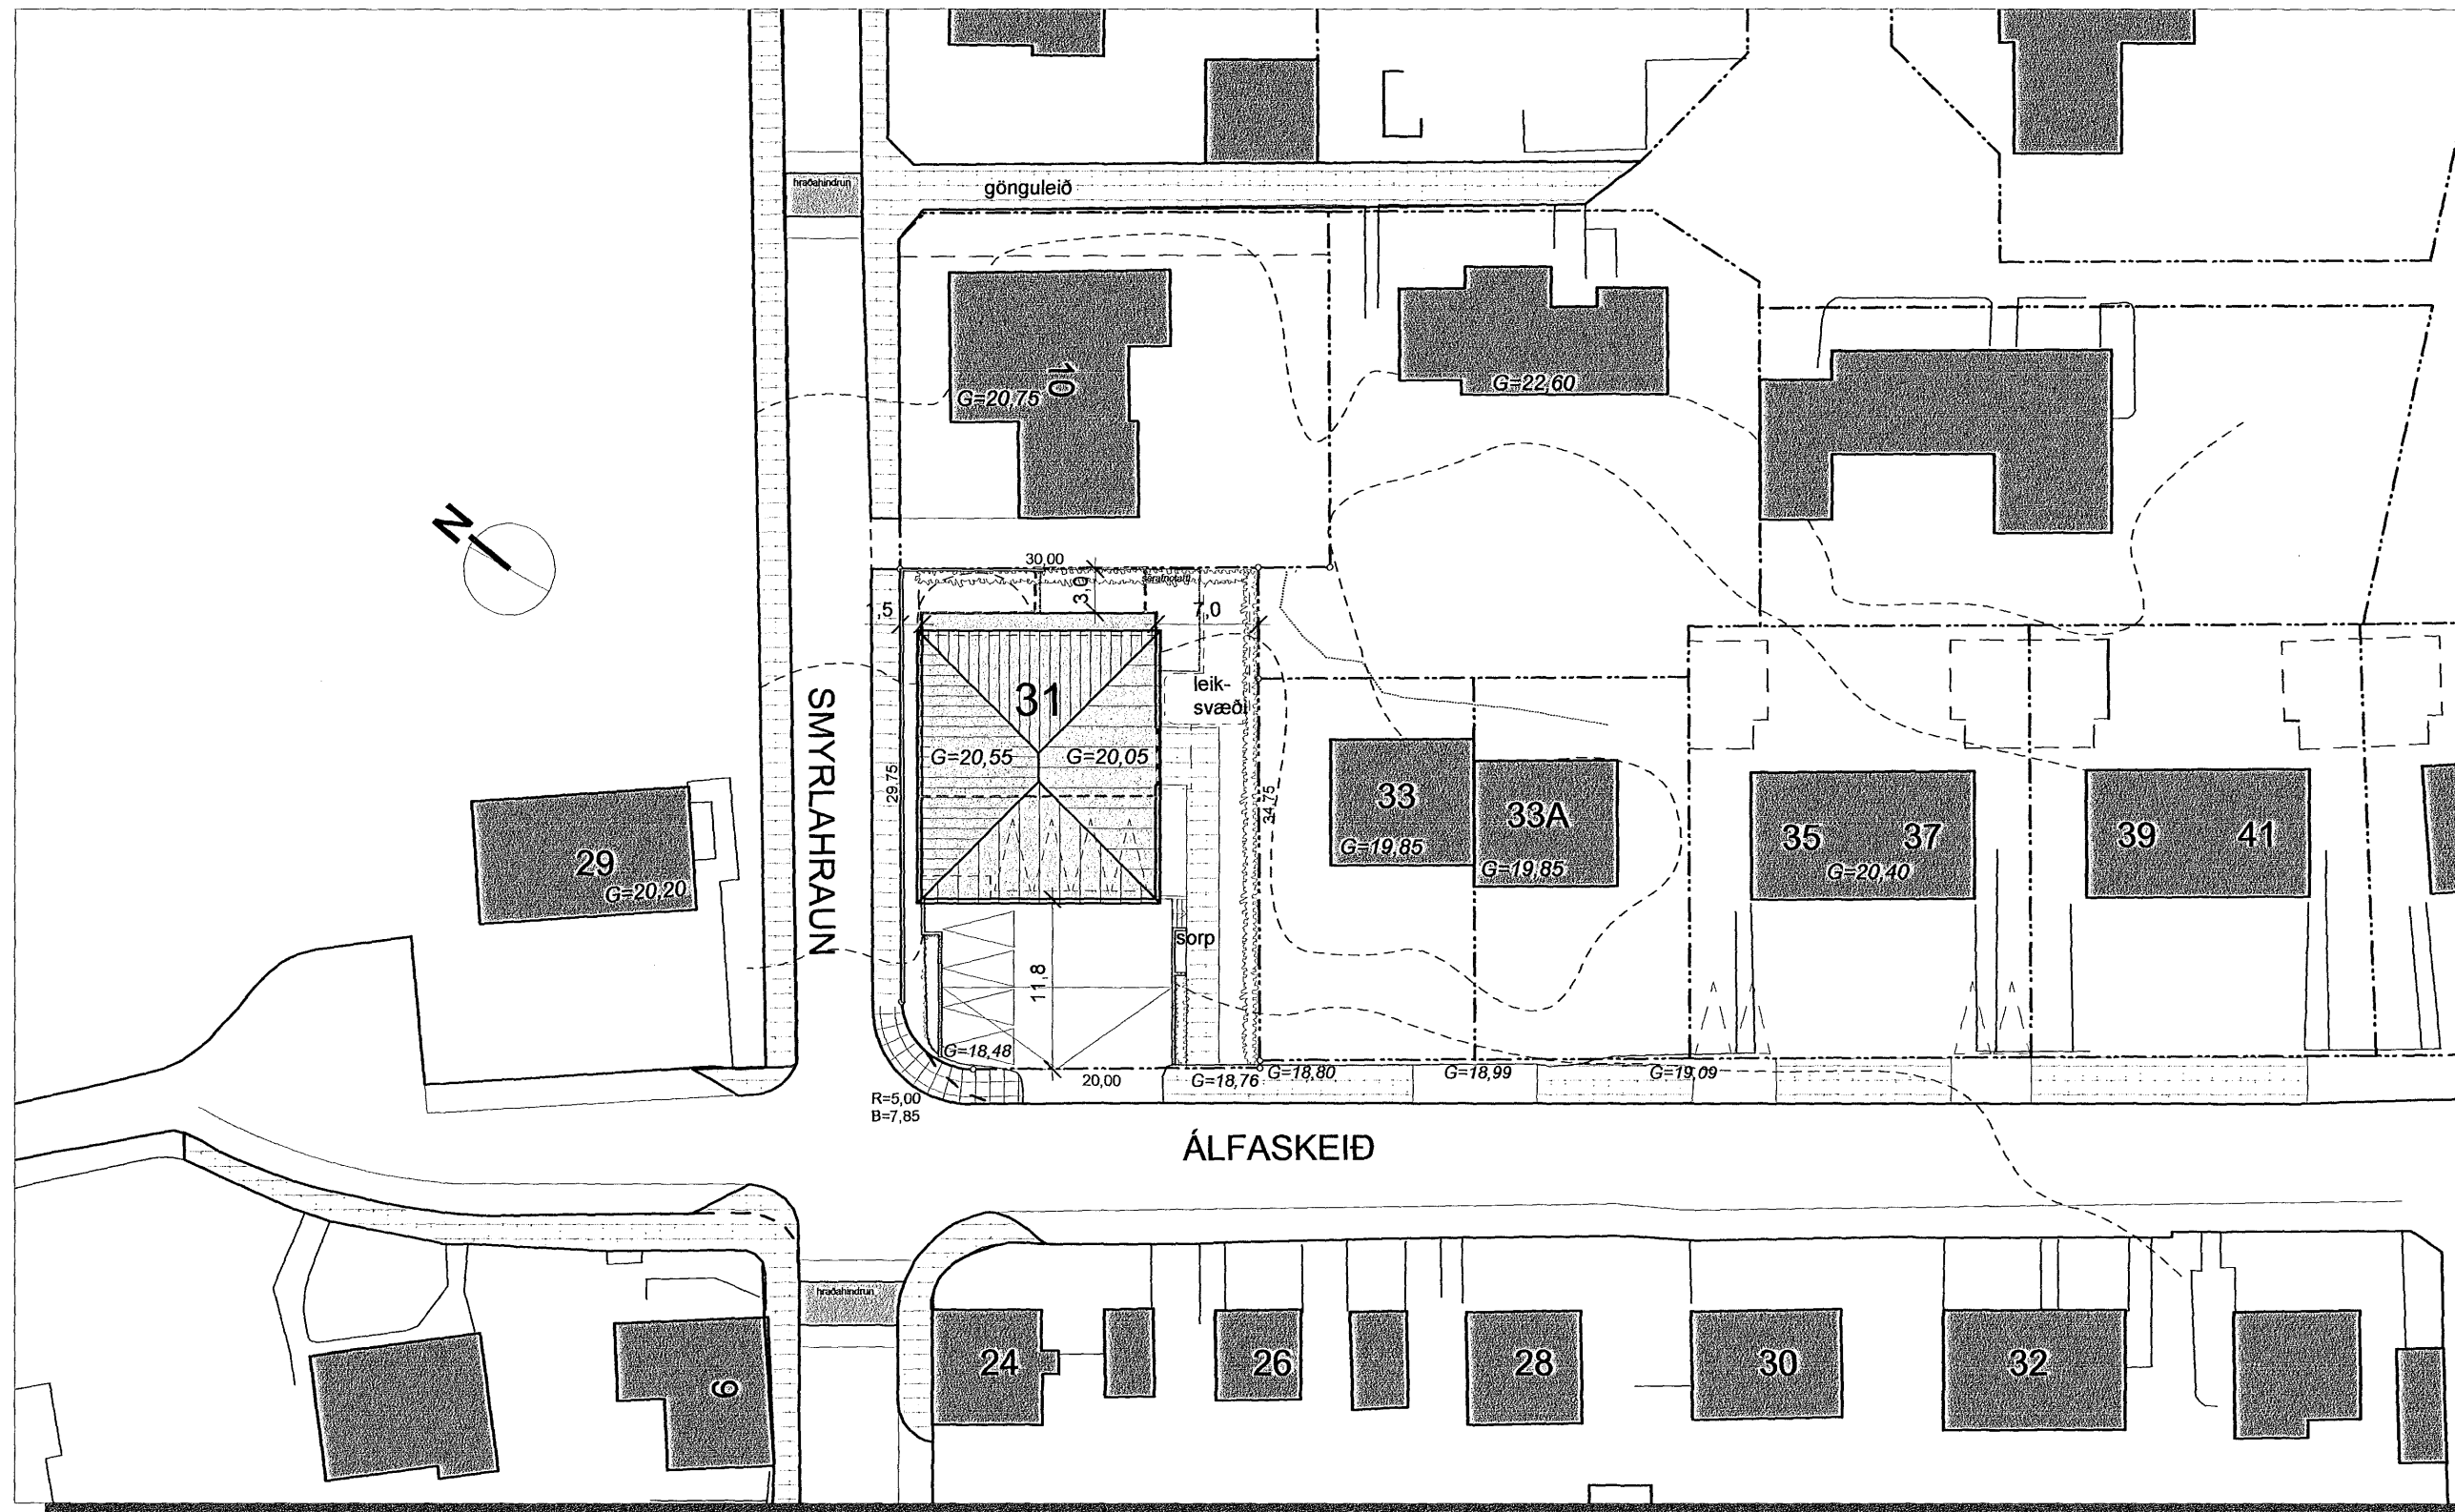 hraðahindrun
gönguleið
10
G=20,75
G=22,60
N
30,00
3,0
sérafnotafl.
1,5
7,0
SMYRLAHRAUN
31
leik-
svæði
G=20,55
G=20,05
29,75
34,75
33
G=19,85
33A
G=19,85
35
37
G=20,40
39
41
29
G=20,20
sorp
11,8
G=18,48
20,00
G=18,76
G=18,80
G=18,99
G=19,09
R=5,00
B=7,85
ÁLFASKEIÐ
hraðahindrun
9
24
26
28
30
32